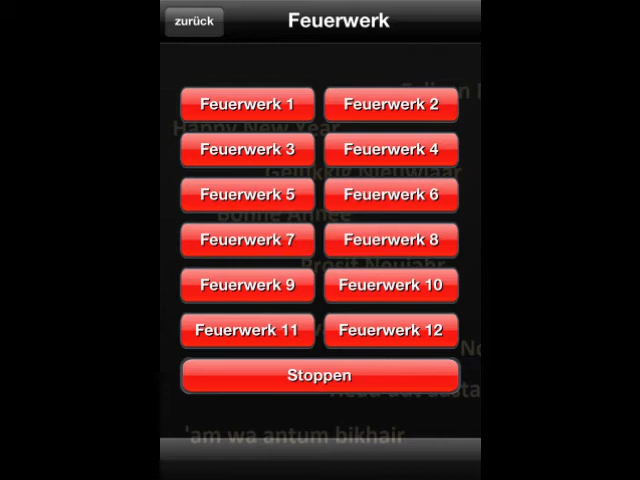 zurück Feuerwerk
Feuerwerk 1 Feuerwerk 2
Happy New Year
Feuerwerk 3 Feuerwerk 4
Gelukkig Nieuwjaar
Feuerwerk 5 Feuerwerk 6
Bonne Année
Feuerwerk 7 Feuerwerk 8
Prosit Neujahr
Feuerwerk 9 Feuerwerk 10
Feuerwerk 11 Feuerwerk 12
Stoppen
'am wa antum bikhair